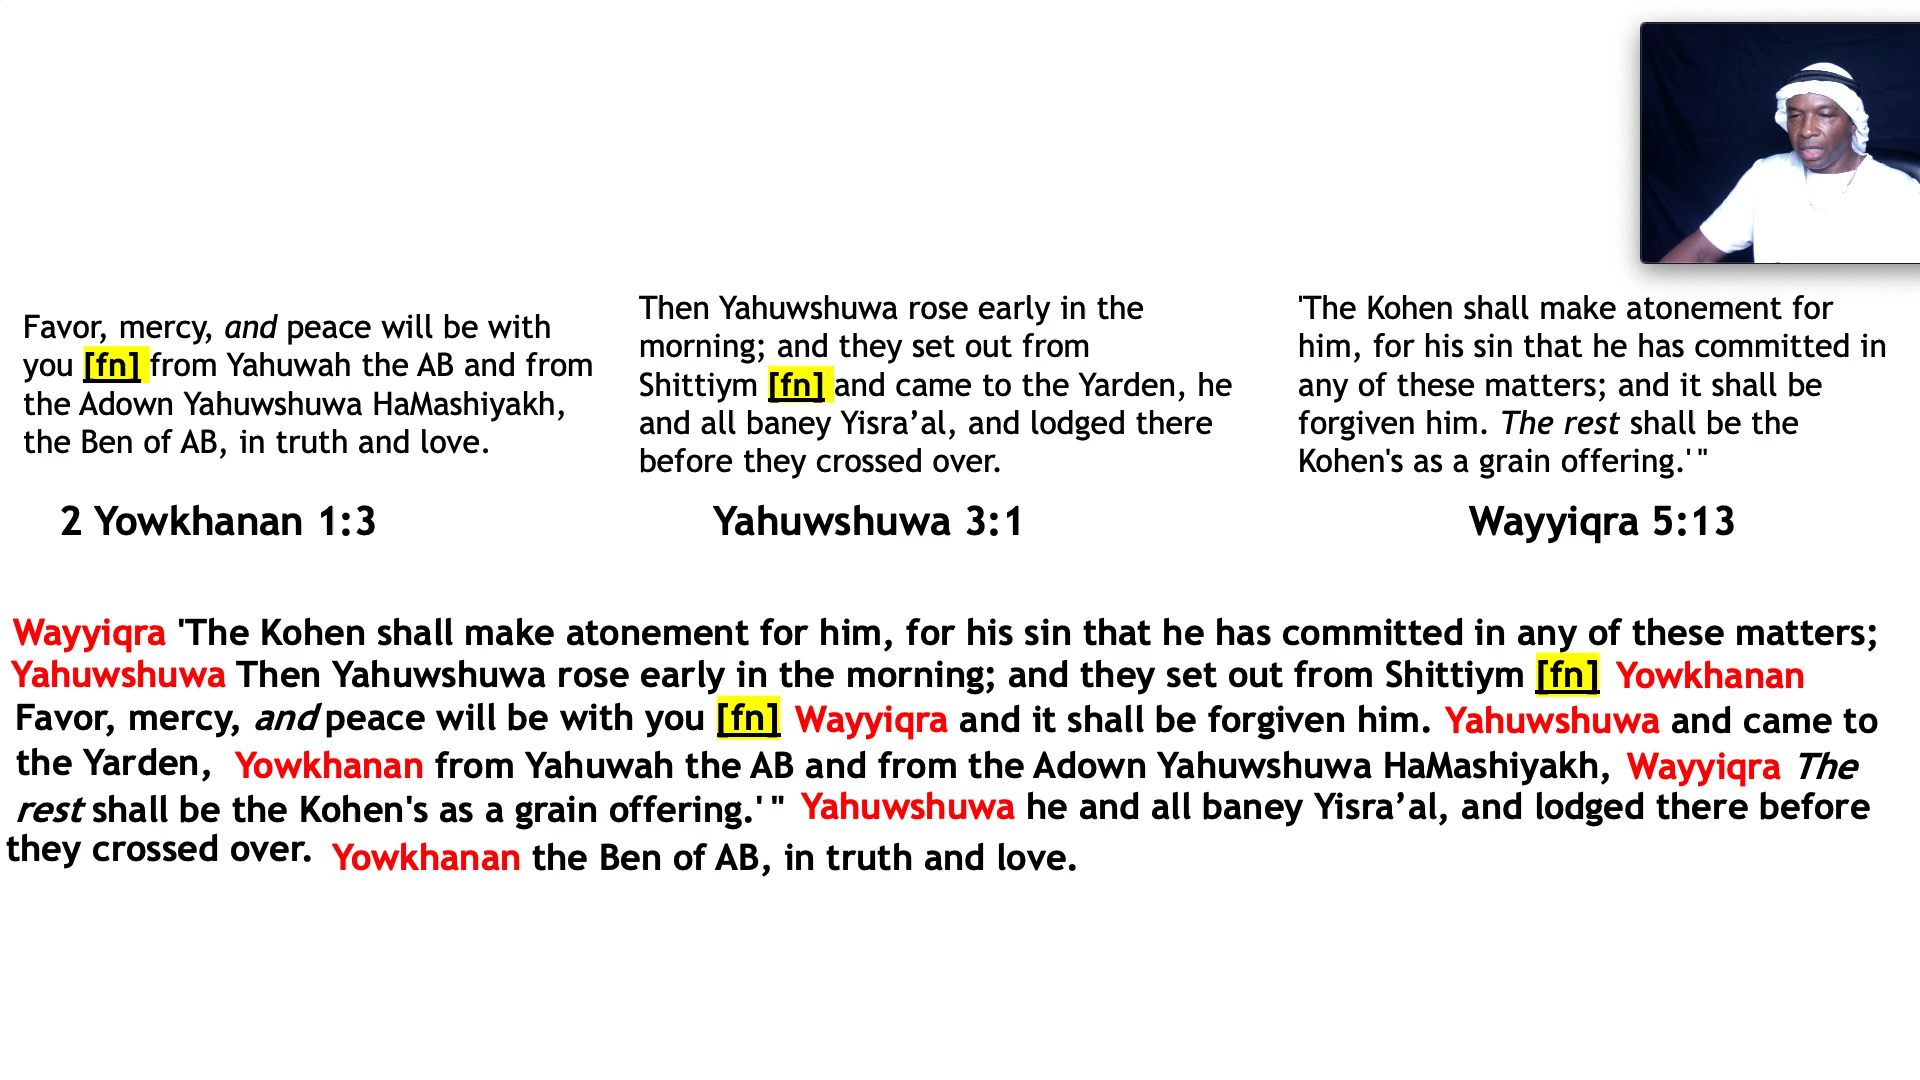 Favor, mercy, and peace will be with
you [fn] from Yahuwah the AB and from
the Adown Yahuwshuwa HaMashiyakh,
the Ben of AB, in truth and love.
2 Yowkhanan 1:3
Then Yahuwshuwa rose early in the
morning; and they set out from
Shittiym [fn] and came to the Yarden, he
and all baney Yisra’al, and lodged there
before they crossed over.
Yahuwshuwa 3:1
'The Kohen shall make atonement for
him, for his sin that he has committed in
any of these matters; and it shall be
forgiven him. The rest shall be the
Kohen's as a grain offering.' "
Wayyiqra 5:13
Wayyiqra 'The Kohen shall make atonement for him, for his sin that he has committed in any of these matters;
Yahuwshuwa Then Yahuwshuwa rose early in the morning; and they set out from Shittiym [fn] Yowkhanan
Favor, mercy, and peace will be with you [fn] Wayyiqra and it shall be forgiven him. Yahuwshuwa and came to
the Yarden, Yowkhanan from Yahuwah the AB and from the Adown Yahuwshuwa HaMashiyakh, Wayyiqra The
rest shall be the Kohen's as a grain offering.' " Yahuwshuwa he and all baney Yisra’al, and lodged there before
they crossed over. Yowkhanan the Ben of AB, in truth and love.